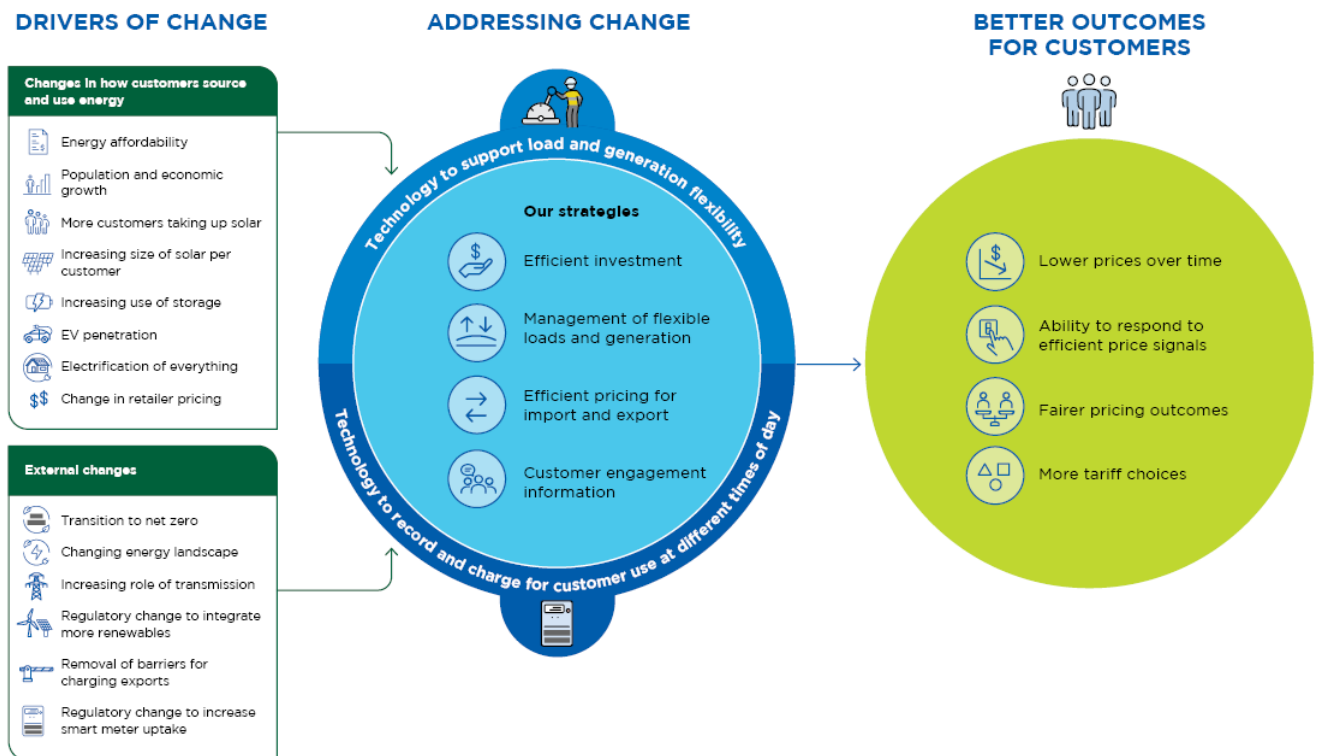 DRIVERS OF CHANGE
Changes in how customers source
and use energy
Energy affordability
Population and economic
growth
More customers taking up solar
Increasing size of solar per
customer
Increasing use of storage
EV penetration
Electrification of everything
$$ Change in retailer pricing
External changes
Transition to net zero
Changing energy landscape
Increasing role of transmission
Regulatory change to integrate
more renewables
Removal of barriers for
charging exports
Regulatory change to increase
smart meter uptake
ADDRESSING CHANGE
Technology to support load and generation flexibility
Our strategies
$
Efficient investment
Management of flexible
loads and generation
Efficient pricing for
import and export
Customer engagement
information
Technology to record and charge for customer use at different times of day
BETTER OUTCOMES
FOR CUSTOMERS
$
Lower prices over time
Ability to respond to
efficient price signals
Fairer pricing outcomes
More tariff choices